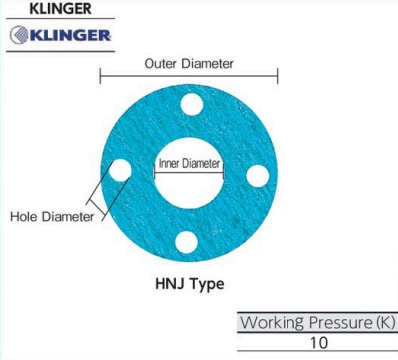 KLINGER
KLINGER
Outer Diameter
Inner Diameter
Hole Diameter
HNJ Type
Working Pressure (K)
10